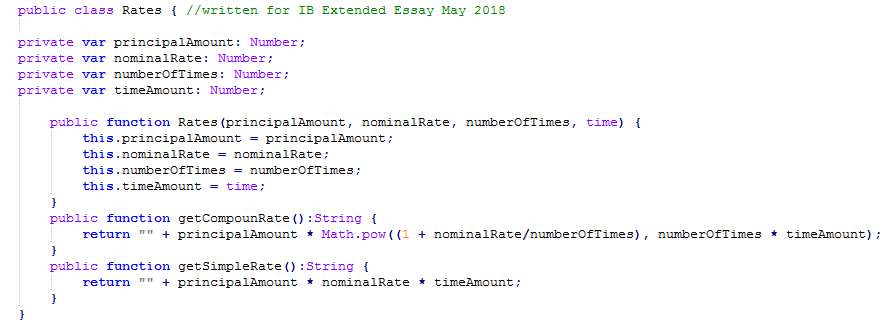 public class Rates { //written for IB Extended Essay May 2018
private var principalAmount: Number;
private var nominalRate: Number;
private var numberOfTimes: Number;
private var timeAmount: Number;
public function Rates(principalAmount, nominalRate, numberOfTimes, time) {
this.principalAmount = principalAmount;
this.nominalRate = nominalRate;
this.numberOfTimes = numberOfTimes;
this.timeAmount = time;
}
public function getCompounRate():String {
return "" + principalAmount * Math.pow((1 + nominalRate/numberOfTimes), numberOfTimes * timeAmount);
}
public function getSimpleRate():String {
return "" + principalAmount * nominalRate * timeAmount;
}
}